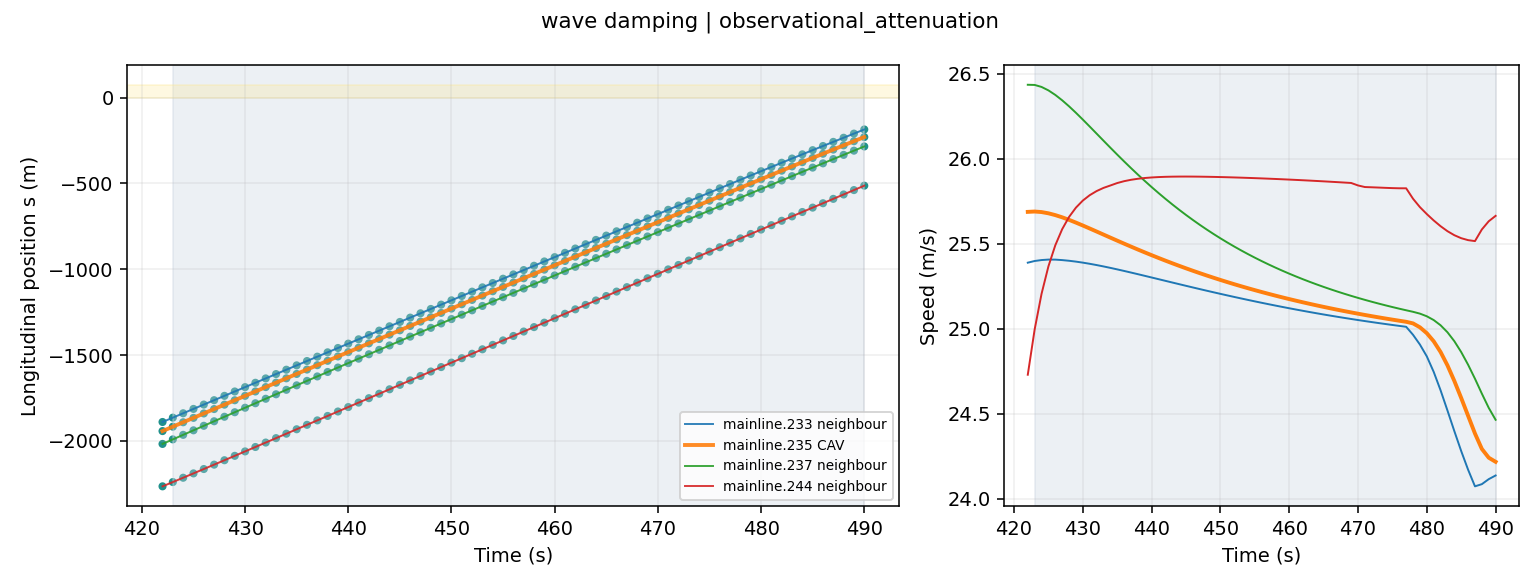 wave damping | observational_attenuation
Longitudinal position s (m)
0
−500
−1000
−1500
−2000
420 430 440 450 460 470 480 490
Time (s)
mainline.233 neighbour
mainline.235 CAV
mainline.237 neighbour
mainline.244 neighbour
Speed (m/s)
26.5
26.0
25.5
25.0
24.5
24.0
420 430 440 450 460 470 480 490
Time (s)